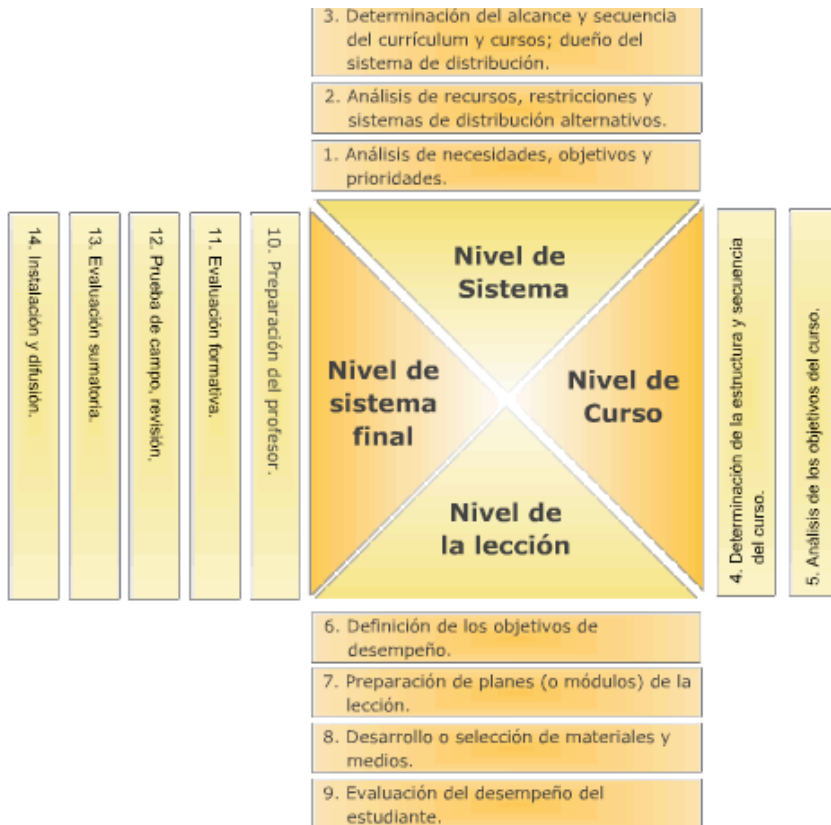 3. Determinación del alcance y secuencia
del currículum y cursos; dueño del
sistema de distribución.
2. Análisis de recursos, restricciones y
sistemas de distribución alternativos.
1. Análisis de necesidades, objetivos y
prioridades.
14. Instalación y difusión.
13. Evaluación sumatoria.
12. Prueba de campo, revisión.
11. Evaluación formativa.
10. Preparación del profesor.
Nivel de
Sistema
Nivel de
sistema
final
Nivel de
Curso
Nivel de
la lección
4. Determinación de la estructura y secuencia
del curso.
5. Análisis de los objetivos del curso.
6. Definición de los objetivos de
desempeño.
7. Preparación de planes (o módulos) de la
lección.
8. Desarrollo o selección de materiales y
medios.
9. Evaluación del desempeño del
estudiante.